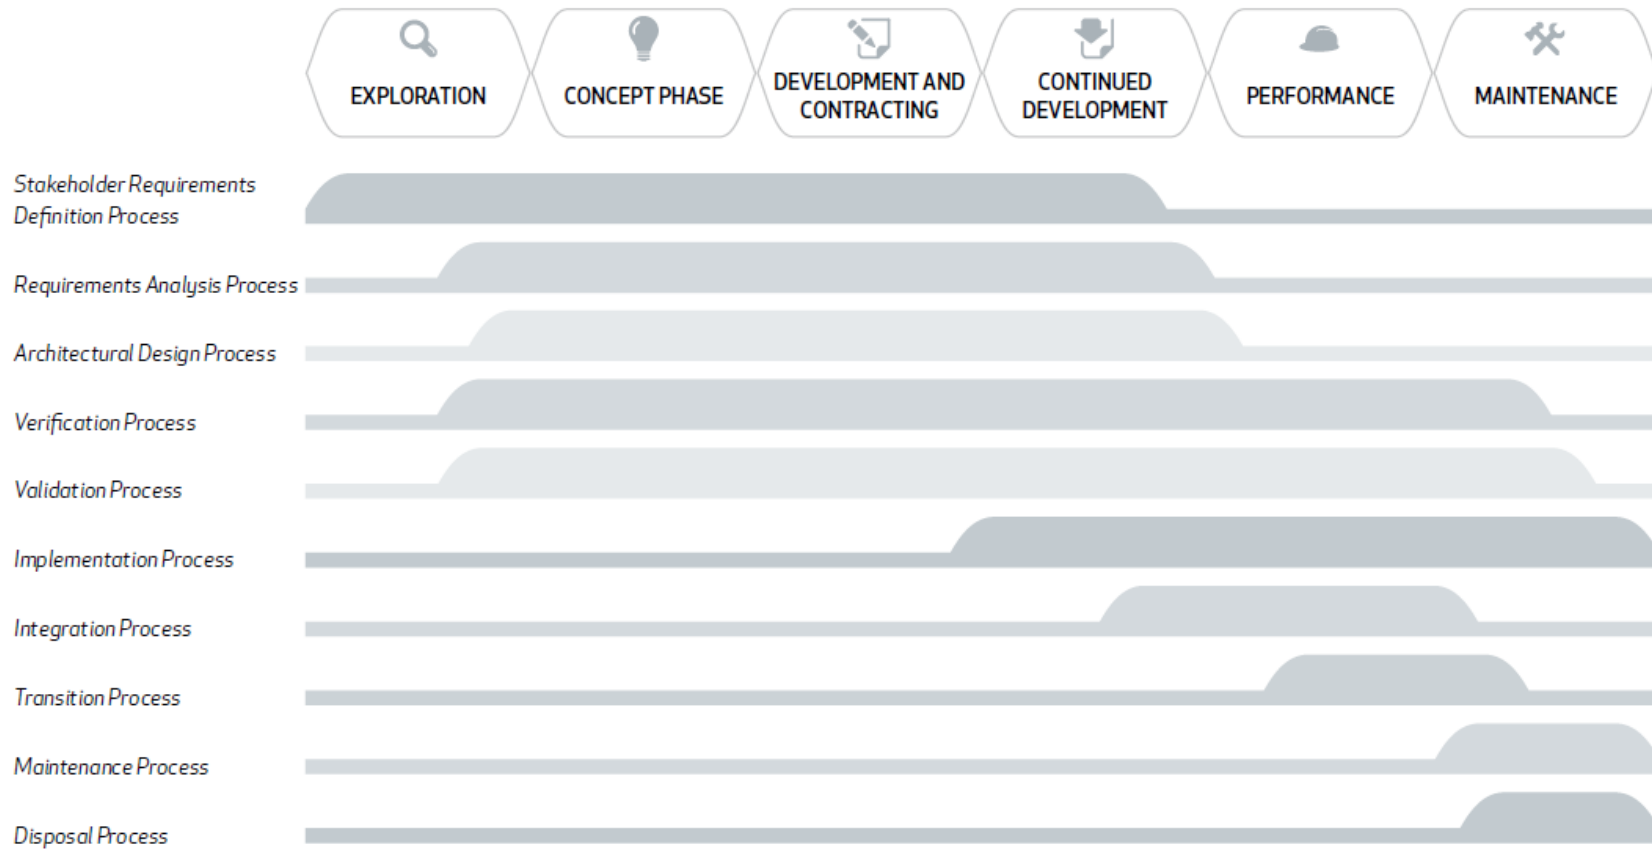 EXPLORATION
CONCEPT PHASE
DEVELOPMENT AND
CONTRACTING
CONTINUED
DEVELOPMENT
PERFORMANCE
MAINTENANCE
Stakeholder Requirements
Definition Process
Requirements Analysis Process
Architectural Design Process
Verification Process
Validation Process
Implementation Process
Integration Process
Transition Process
Maintenance Process
Disposal Process